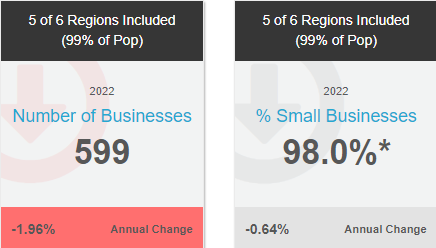 5 of 6 Regions Included
(99% of Pop)
2022
Number of Businesses
599
-1.96% Annual Change
5 of 6 Regions Included
(99% of Pop)
2022
% Small Businesses
98.0%*
-0.64% Annual Change